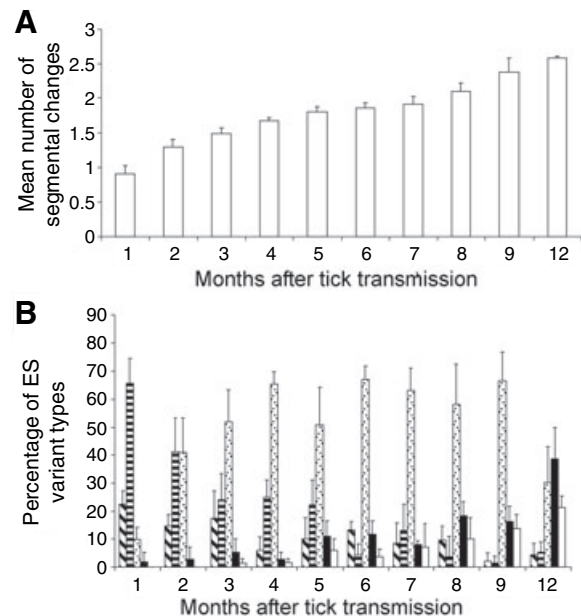 A
Mean number of
segmental changes
3
2.5
2
1.5
1
0.5
0
1 2 3 4 5 6 7 8 9 12
Months after tick transmission
B
Percentage of ES
variant types
90
80
70
60
50
40
30
20
10
0
1 2 3 4 5 6 7 8 9 12
Months after tick transmission